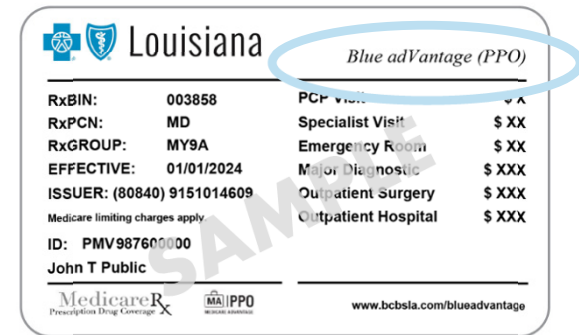 Louisiana
Blue adVantage (PPO)
RxBIN: 003858
RxPCN: MD
RxGROUP: MY9A
EFFECTIVE: 01/01/2024
ISSUER: (80840) 9151014609
Medicare limiting charges apply.
ID: PMV987600000
John T Public
PCP Visit $ X
Specialist Visit $ XX
Emergency Room $ XX
Major Diagnostic $ XXX
Outpatient Surgery $ XXX
Outpatient Hospital $ XXX
SAMPLE
MedicareRx
Prescription Drug Coverage
MA PPO
MEDICARE ADVANTAGE
www.bcbsla.com/blueadvantage